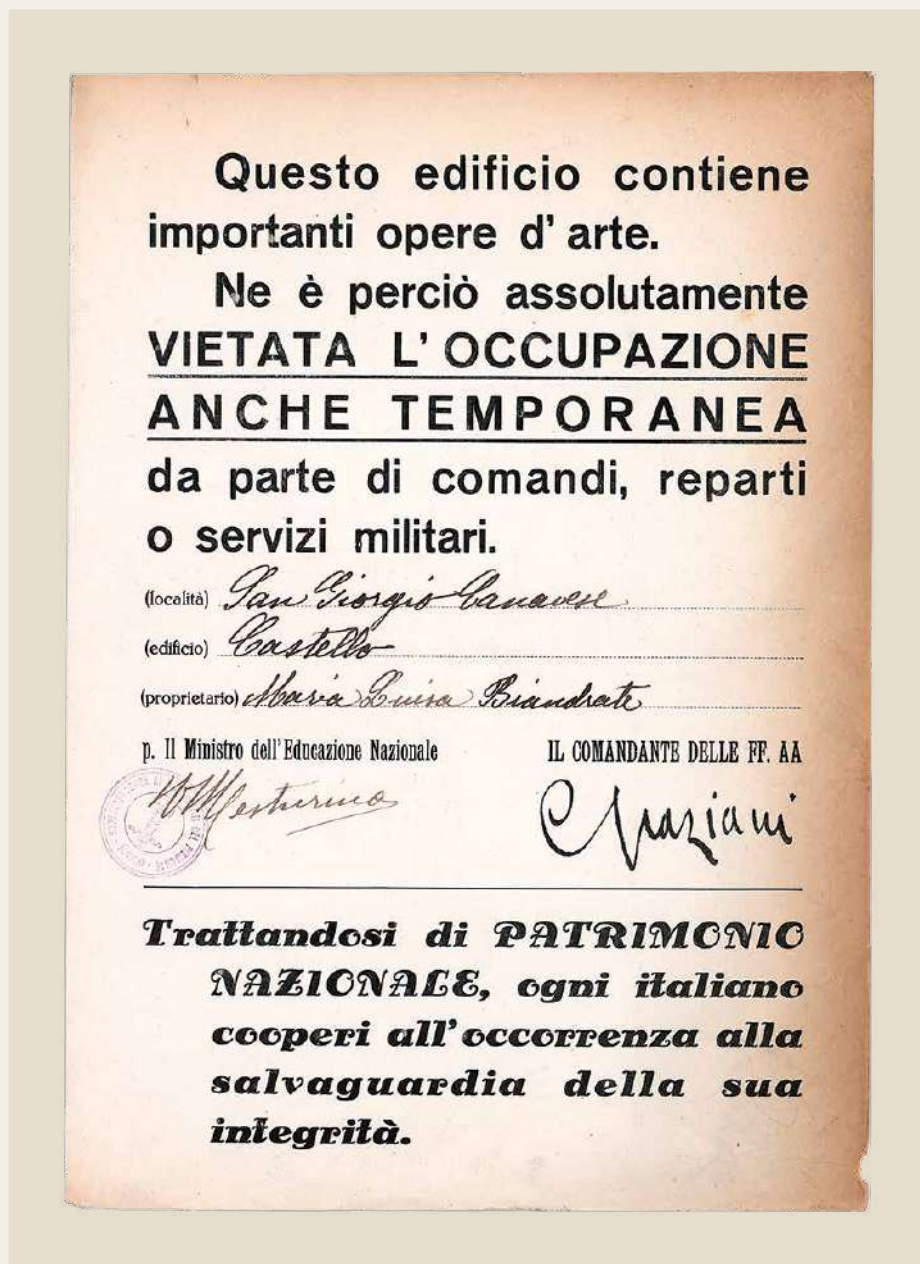 Questo edificio contiene
importanti opere d' arte.
Ne è perciò assolutamente
VIETATA L' OCCUPAZIONE
ANCHE TEMPORANEA
da parte di comandi, reparti
o servizi militari.
(località) San Giorgio Canavese
(edificio) Castello
(proprietario) Maria Luisa Biandrate
p. Il Ministro dell' Educazione Nazionale IL COMANDANTE DELLE FF. AA
Mesturino Graziani
Trattandosi di PATRIMONIO
NAZIONALE, ogni italiano
cooperi all' occorrenza alla
salvaguardia della sua
integrità.